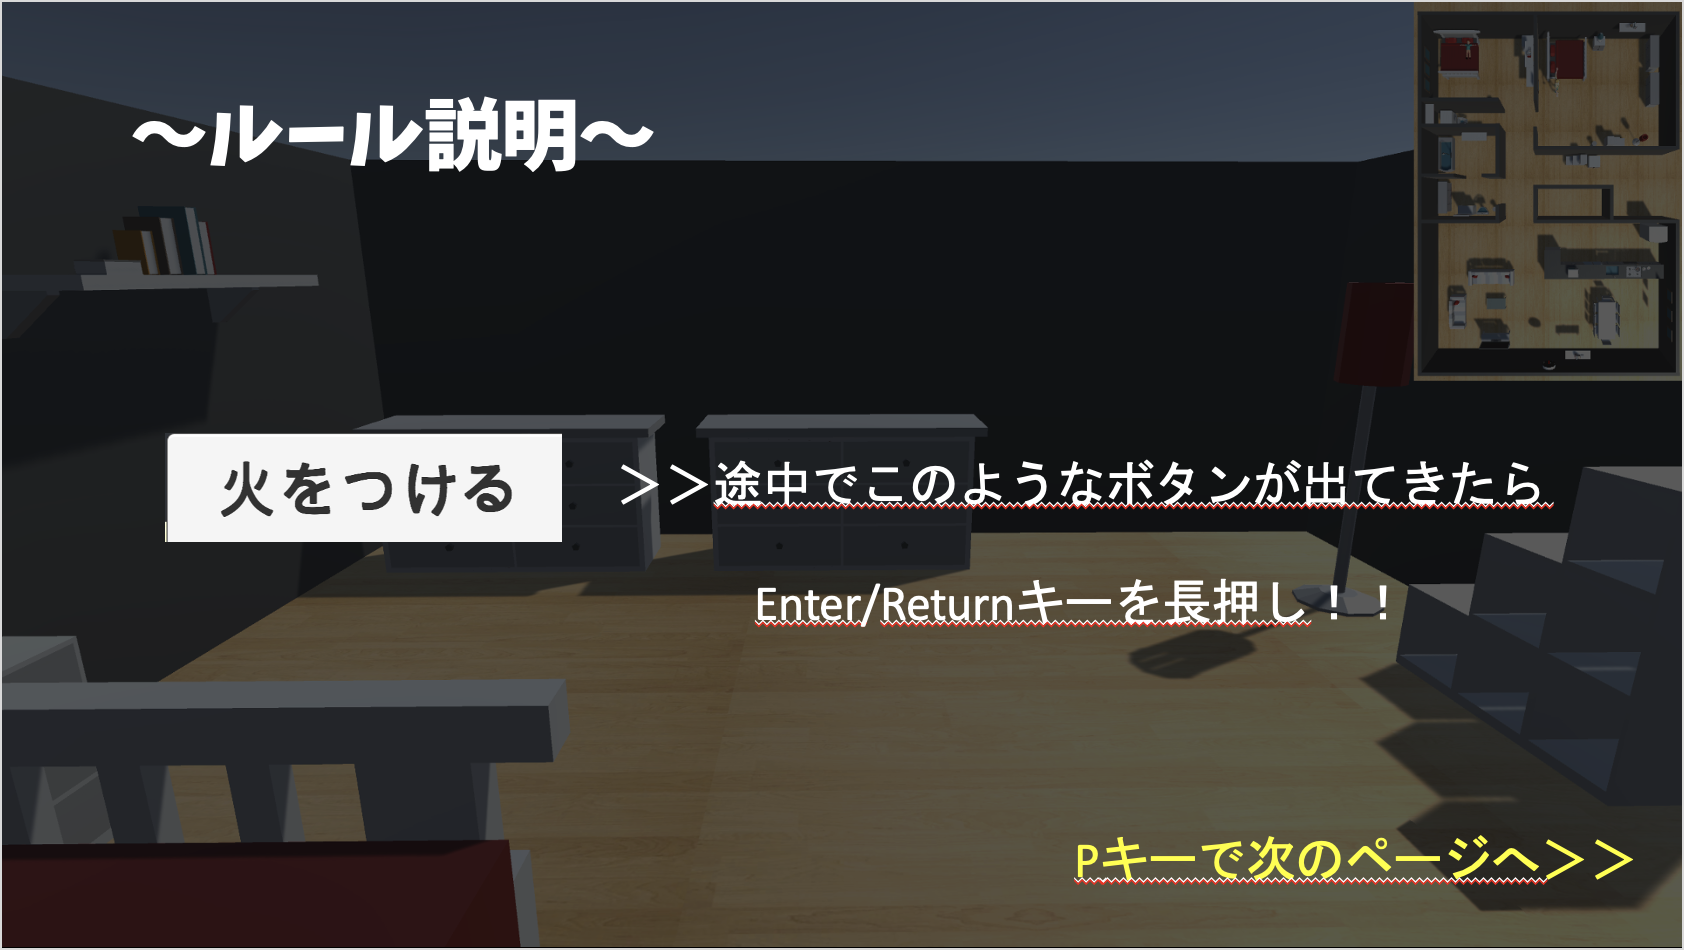 ～ルール説明～
火をつける
＞＞途中でこのようなボタンが出てきたら
Enter/Returnキーを長押し！！
Pキーで次のページへ＞＞